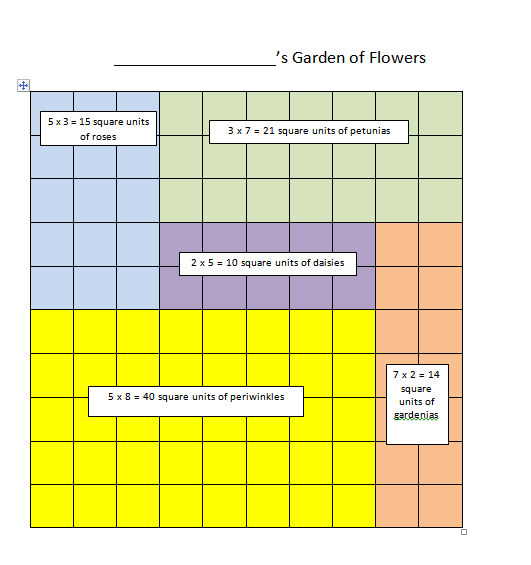 ____________________'s Garden of Flowers
5 x 3 = 15 square units
of roses
3 x 7 = 21 square units of petunias
2 x 5 = 10 square units of daisies
5 x 8 = 40 square units of periwinkles
7 x 2 = 14
square
units of
gardenias